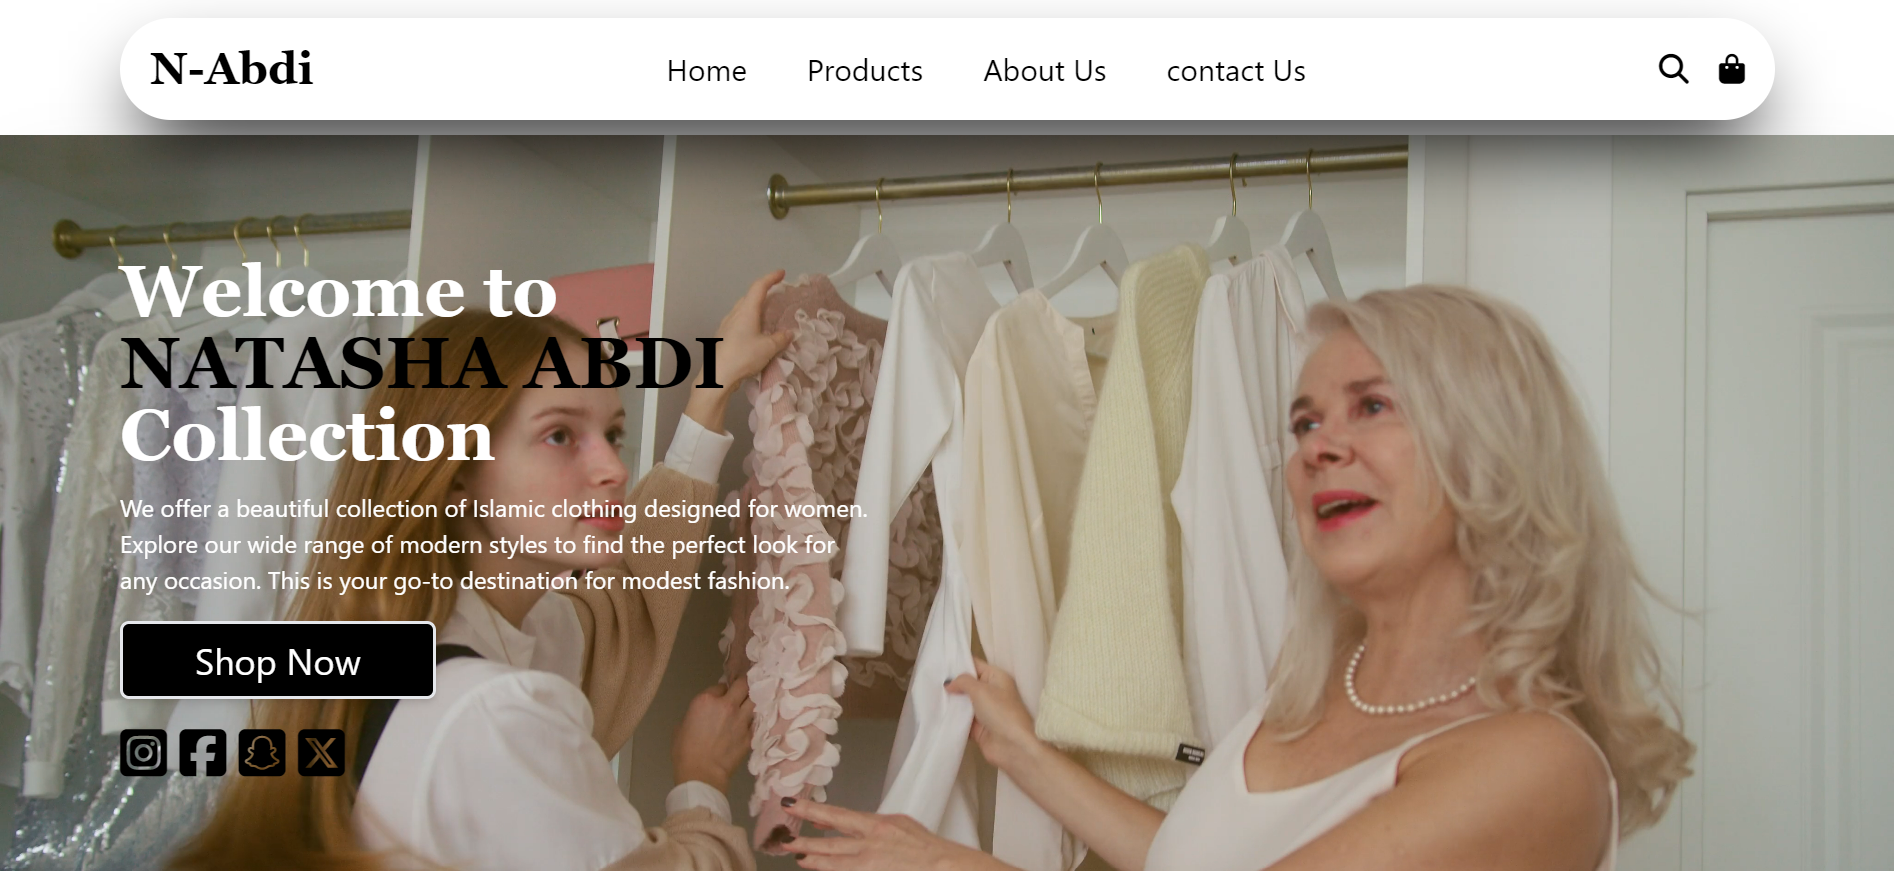 N-Abdi
Home Products About Us contact Us
Welcome to
NATASHA ABDI
Collection
We offer a beautiful collection of Islamic clothing designed for women.
Explore our wide range of modern styles to find the perfect look for
any occasion. This is your go-to destination for modest fashion.
Shop Now